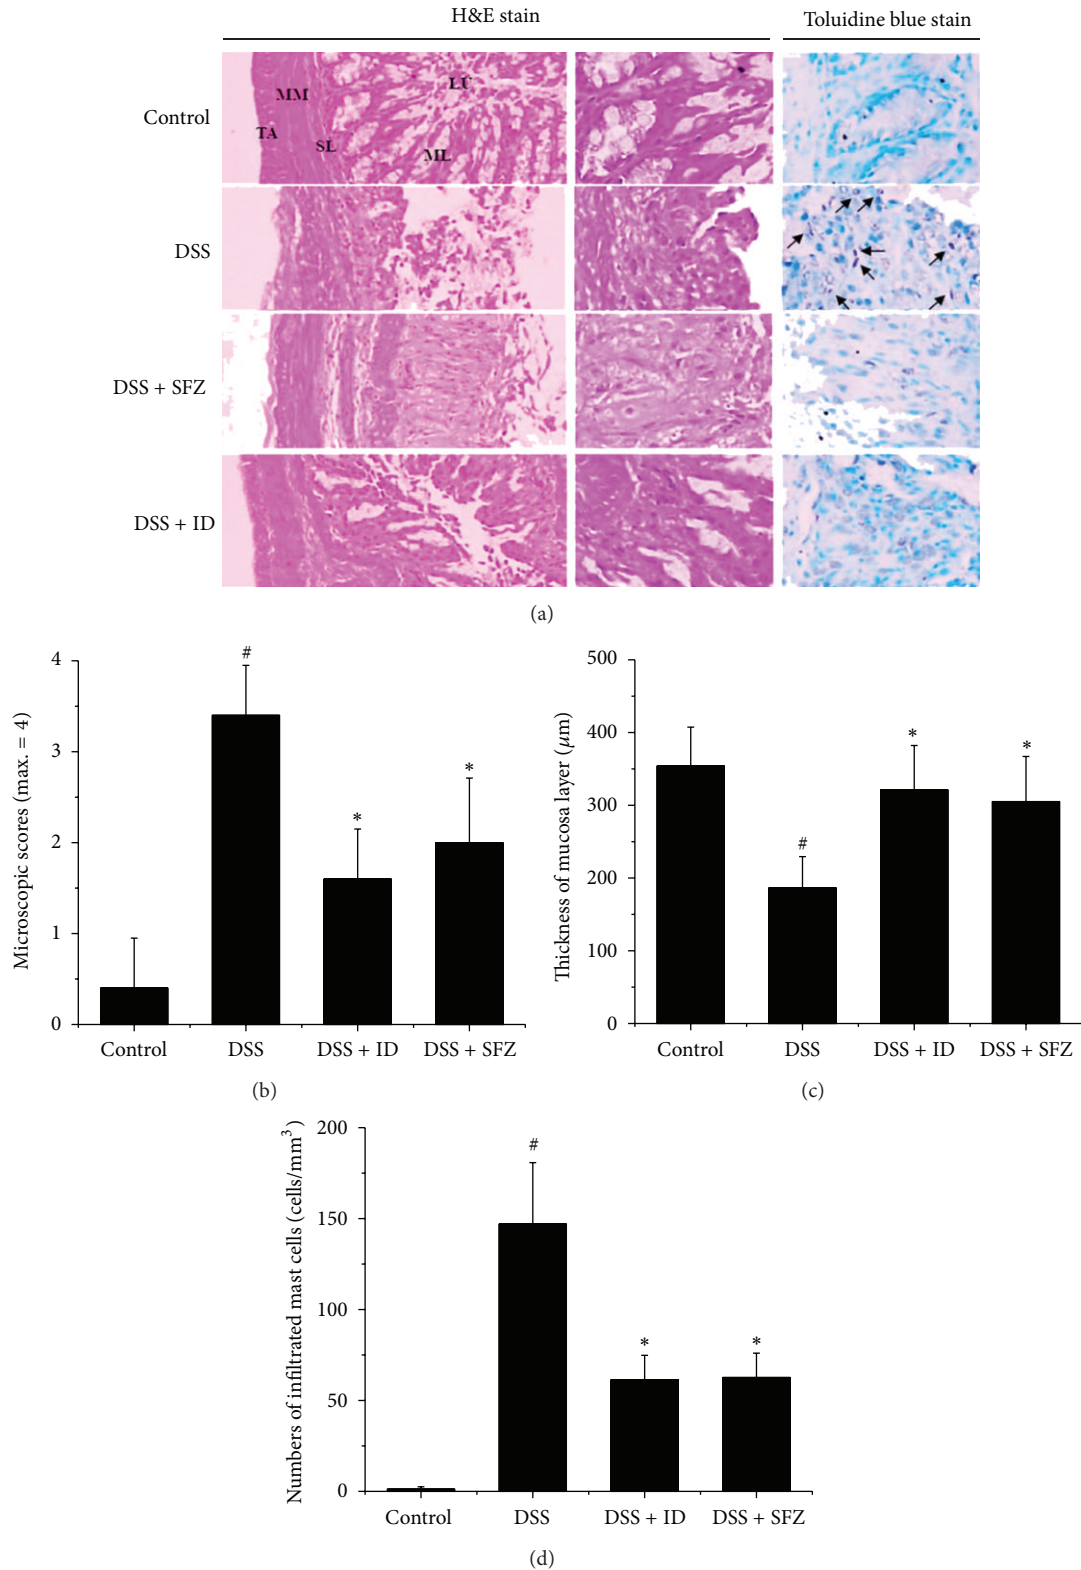 H&E stain
Toluidine blue stain
Control
MM
LU
TA
SL
ML
DSS
DSS + SFZ
DSS + ID
(a)
Microscopic scores (max. = 4)
4
3
2
1
0
#
*
*
Control
DSS
DSS + ID
DSS + SFZ
(b)
Thickness of mucosa layer (μm)
500
400
300
200
100
0
#
*
*
Control
DSS
DSS + ID
DSS + SFZ
(c)
Numbers of infiltrated mast cells (cells/mm³)
200
150
100
50
0
#
*
*
Control
DSS
DSS + ID
DSS + SFZ
(d)